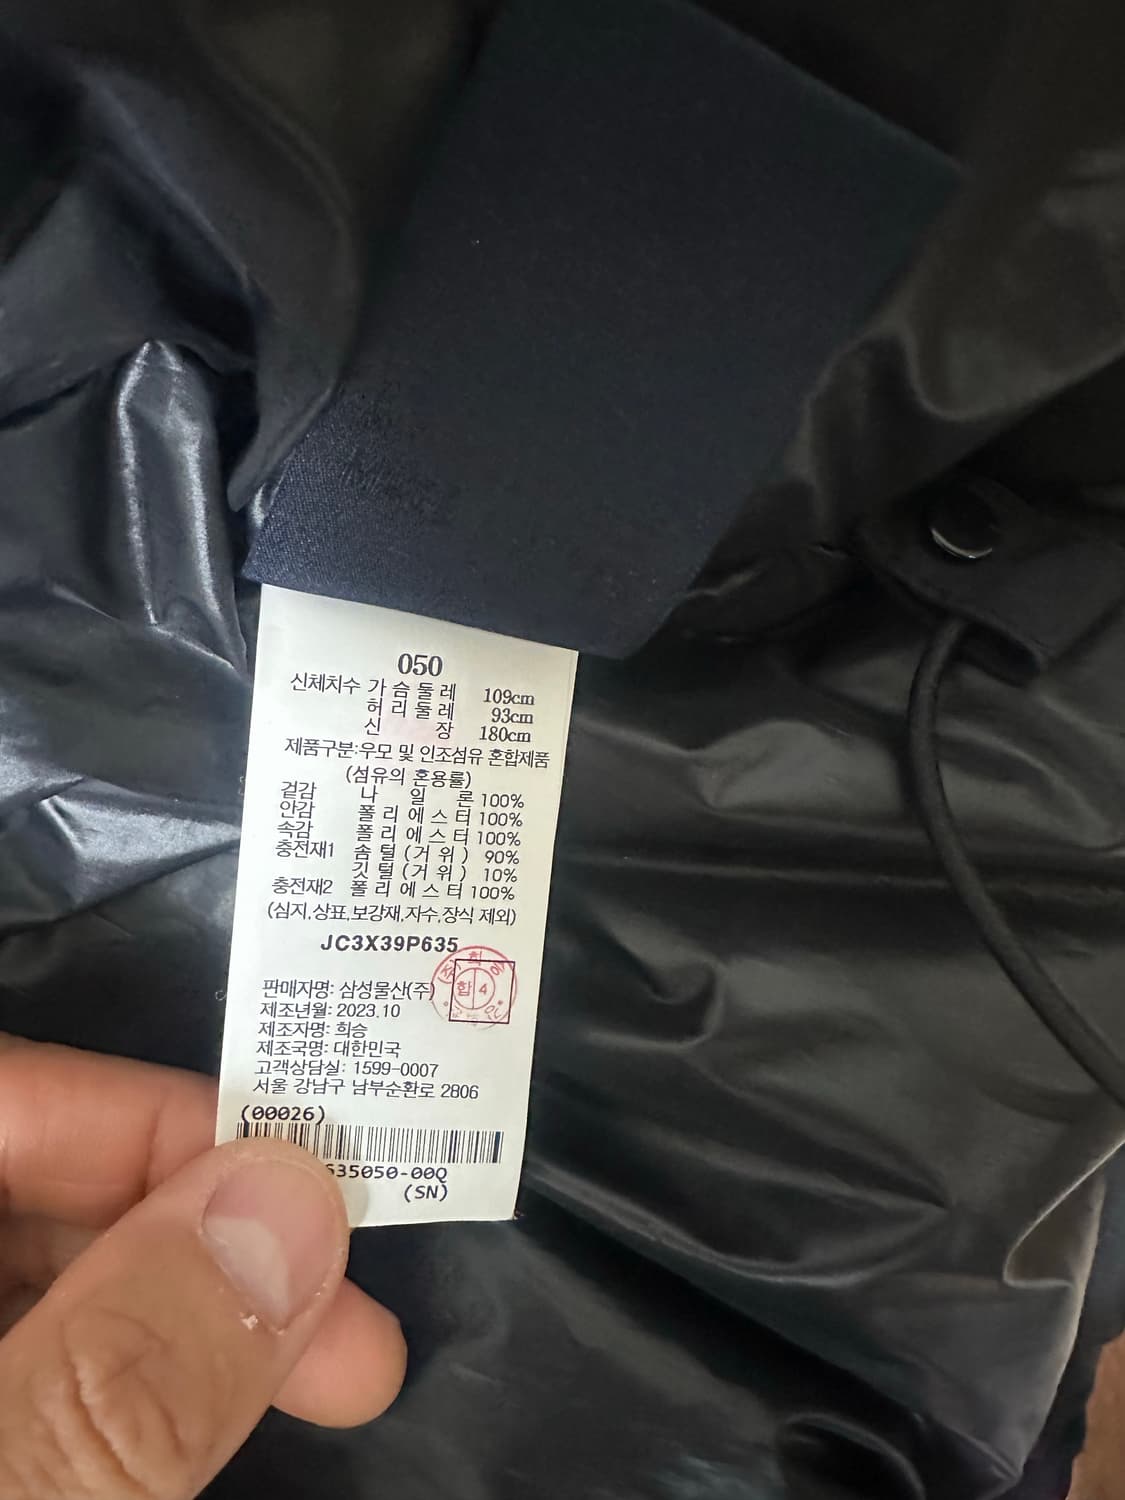 050
신체치수 가슴둘레 109cm
허리둘레 93cm
신장 180cm
제품구분:우모 및 인조섬유 혼합제품
(섬유의 혼용률)
겉감 나일론 100%
안감 폴리에스터 100%
속감 폴리에스터 100%
충전재1 솜털(거위) 90%
깃털(거위) 10%
충전재2 폴리에스터 100%
(심지,상표,보강재,자수,장식 제외)
JC3X39P635
합 4
판매자명: 삼성물산(주)
제조년월: 2023.10
제조자명: 희승
제조국명: 대한민국
고객상담실: 1599-0007
서울 강남구 남부순환로 2806
(00026)
635050-00Q
(SN)